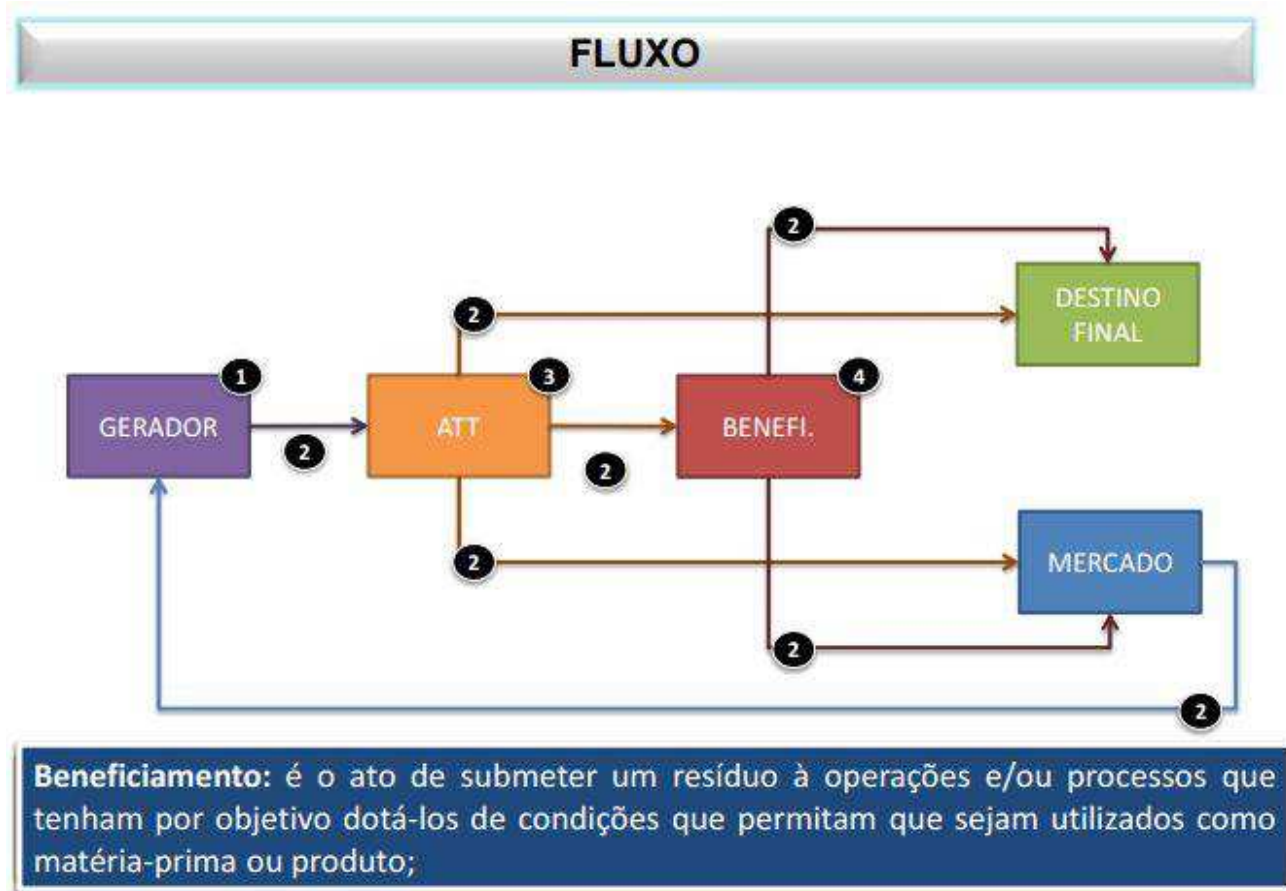 FLUXO
2
DESTINO
FINAL
2
1
3
4
GERADOR
ATT
BENEFI.
2
2
MERCADO
2
2
2
Beneficiamento: é o ato de submeter um resíduo à operações e/ou processos que
tenham por objetivo dotá-los de condições que permitam que sejam utilizados como
matéria-prima ou produto;